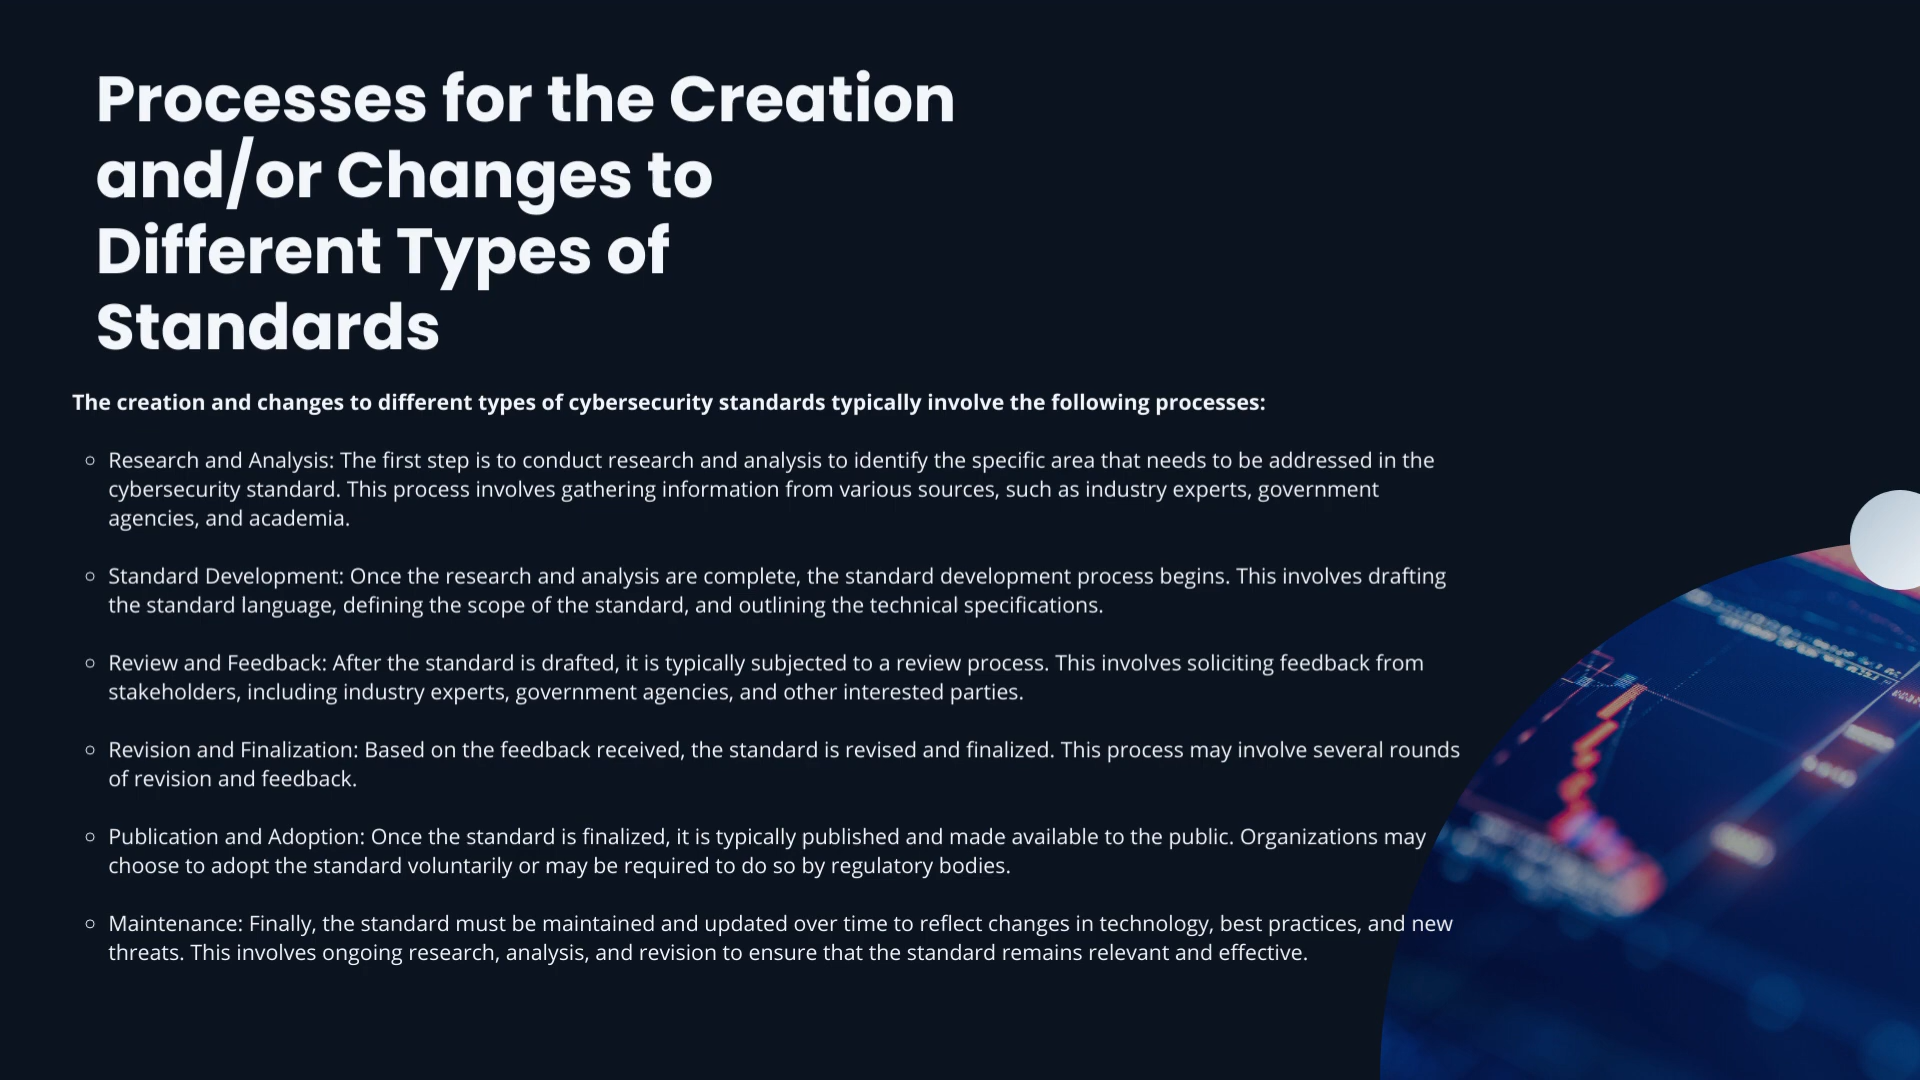 Processes for the Creation
and/or Changes to
Different Types of
Standards
The creation and changes to different types of cybersecurity standards typically involve the following processes:
Research and Analysis: The first step is to conduct research and analysis to identify the specific area that needs to be addressed in the
cybersecurity standard. This process involves gathering information from various sources, such as industry experts, government
agencies, and academia.
Standard Development: Once the research and analysis are complete, the standard development process begins. This involves drafting
the standard language, defining the scope of the standard, and outlining the technical specifications.
Review and Feedback: After the standard is drafted, it is typically subjected to a review process. This involves soliciting feedback from
stakeholders, including industry experts, government agencies, and other interested parties.
Revision and Finalization: Based on the feedback received, the standard is revised and finalized. This process may involve several rounds
of revision and feedback.
Publication and Adoption: Once the standard is finalized, it is typically published and made available to the public. Organizations may
choose to adopt the standard voluntarily or may be required to do so by regulatory bodies.
Maintenance: Finally, the standard must be maintained and updated over time to reflect changes in technology, best practices, and new
threats. This involves ongoing research, analysis, and revision to ensure that the standard remains relevant and effective.